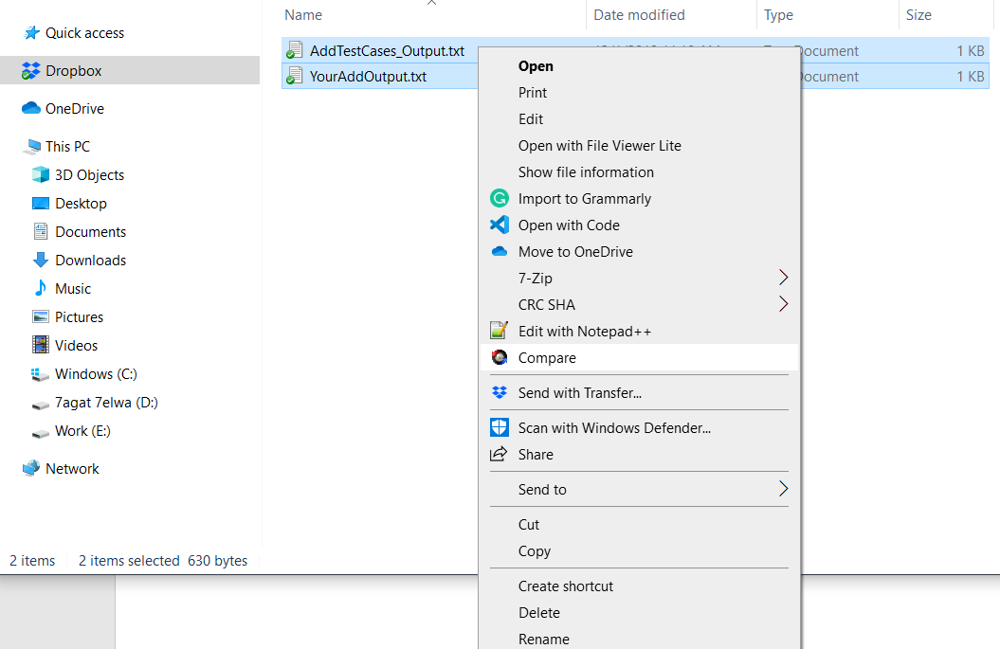 Name Date modified Type Size
Quick access
Dropbox
OneDrive
This PC
3D Objects
Desktop
Documents
Downloads
Music
Pictures
Videos
Windows (C:)
7agat 7elwa (D:)
Work (E:)
Network
AddTestCases_Output.txt Document 1 KB
YourAddOutput.txt Document 1 KB
Open
Print
Edit
Open with File Viewer Lite
Show file information
Import to Grammarly
Open with Code
Move to OneDrive
7-Zip
CRC SHA
Edit with Notepad++
Compare
Send with Transfer...
Scan with Windows Defender...
Share
Send to
Cut
Copy
Create shortcut
Delete
Rename
2 items 2 items selected 630 bytes